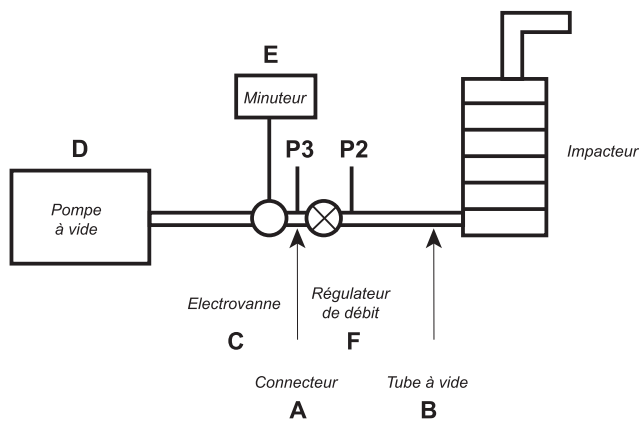 E
Minuteur
D
P3
P2
Impacteur
Pompe
à vide
Electrovanne
Régulateur
de débit
C
F
Connecteur
Tube à vide
A
B